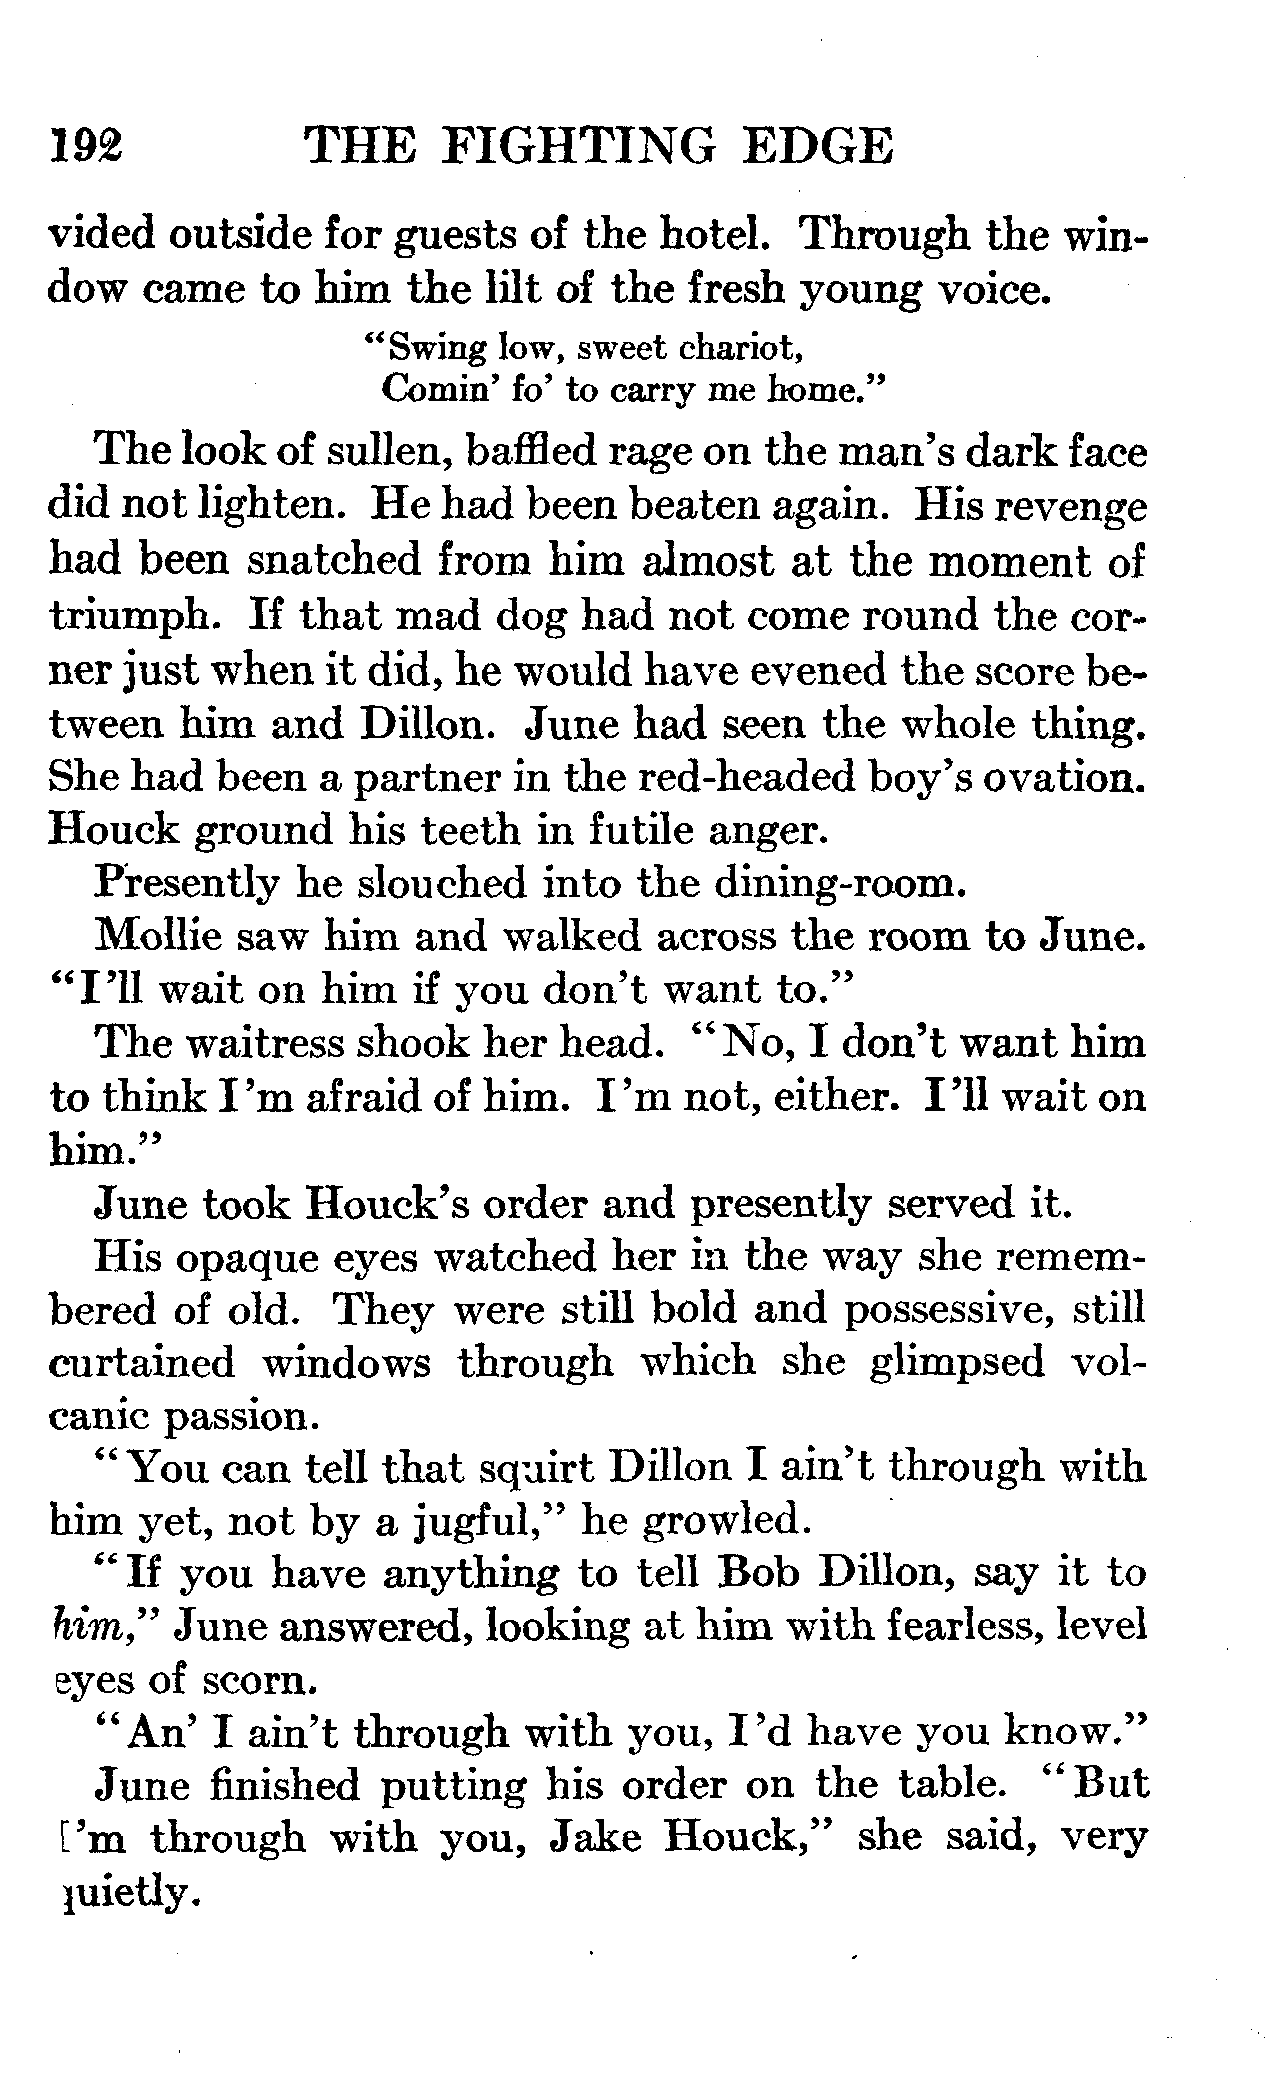 192 THE FIGHTING EDGE
vided outside for guests of the hotel. Through the win-
dow came to him the lilt of the fresh young voice.
“Swing low, sweet chariot,
Comin’ fo’ to carry me home.”
The look of sullen, baffled rage on the man’s dark face
did not lighten. He had been beaten again. His revenge
had been snatched from him almost at the moment of
triumph. If that mad dog had not come round the cor-
ner just when it did, he would have evened the score be-
tween him and Dillon. June had seen the whole thing.
She had been a partner in the red-headed boy’s ovation.
Houck ground his teeth in futile anger.
Presently he slouched into the dining-room.
Mollie saw him and walked across the room to June.
“I’ll wait on him if you don’t want to.”
The waitress shook her head. “No, I don’t want him
to think I’m afraid of him. I’m not, either. I’ll wait on
him.”
June took Houck’s order and presently served it.
His opaque eyes watched her in the way she remem-
bered of old. They were still bold and possessive, still
curtained windows through which she glimpsed vol-
canic passion.
“You can tell that squirt Dillon I ain’t through with
him yet, not by a jugful,” he growled.
“If you have anything to tell Bob Dillon, say it to
him,” June answered, looking at him with fearless, level
eyes of scorn.
“An’ I ain’t through with you, I’d have you know.”
June finished putting his order on the table. “But
I’m through with you, Jake Houck,” she said, very
quietly.